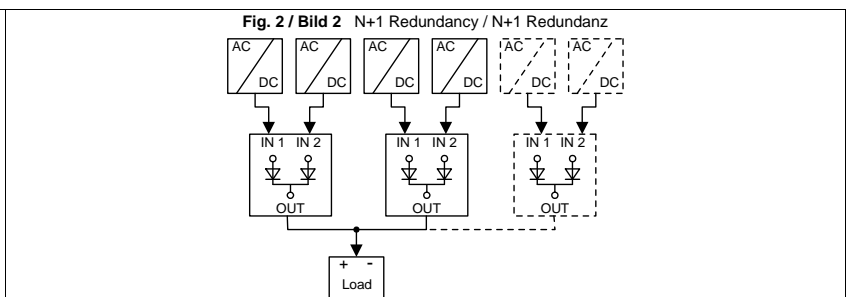 Fig. 2 / Bild 2 N+1 Redundancy / N+1 Redundanz
AC AC AC AC AC AC
DC DC DC DC DC DC
IN 1 IN 2 IN 1 IN 2 IN 1 IN 2
OUT OUT OUT
+ -
Load